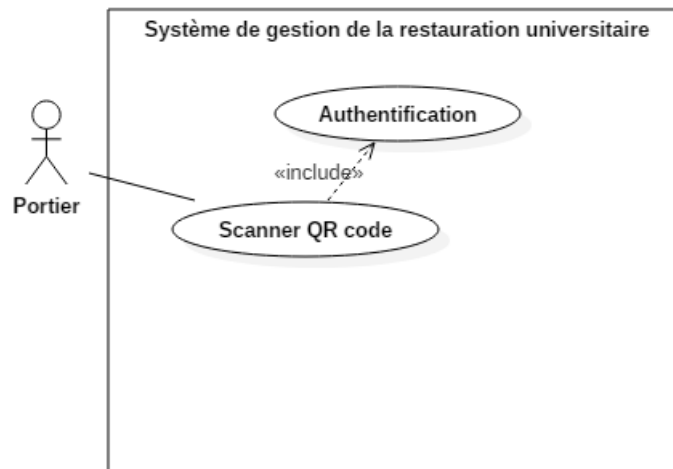 Système de gestion de la restauration universitaire
Authentification
«include»
Portier
Scanner QR code